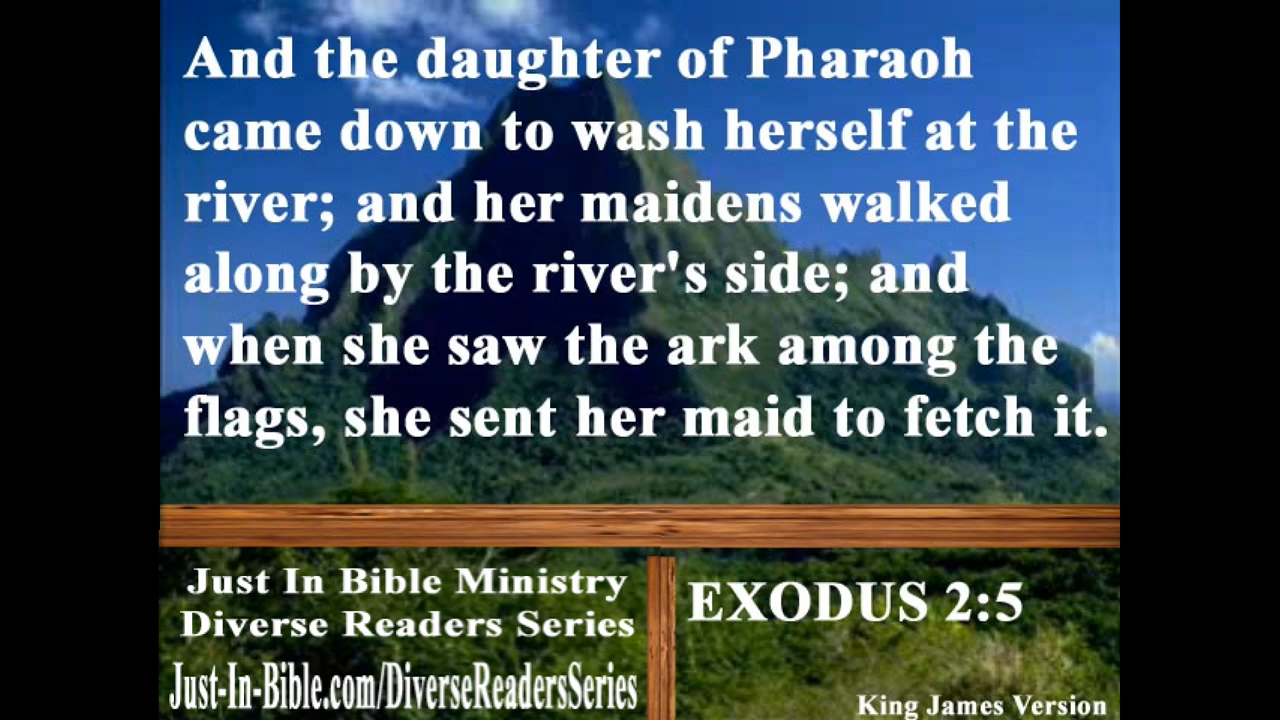 And the daughter of Pharaoh
came down to wash herself at the
river; and her maidens walked
along by the river's side; and
when she saw the ark among the
flags, she sent her maid to fetch it.
Just In Bible Ministry
Diverse Readers Series
Just-In-Bible.com/DiverseReadersSeries
EXODUS 2:5
King James Version